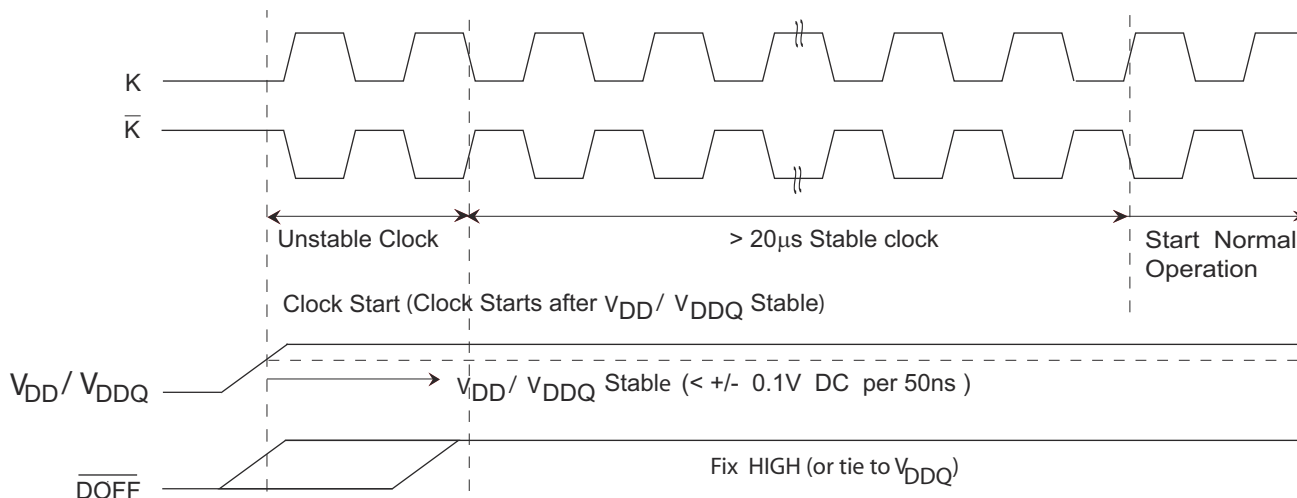 K
K̅
Unstable Clock
> 20μs Stable clock
Start Normal
Operation
Clock Start (Clock Starts after VDD / VDDQ Stable)
VDD / VDDQ
VDD / VDDQ Stable (< +/- 0.1V DC per 50ns )
Fix HIGH (or tie to VDDQ)
D̅O̅F̅F̅